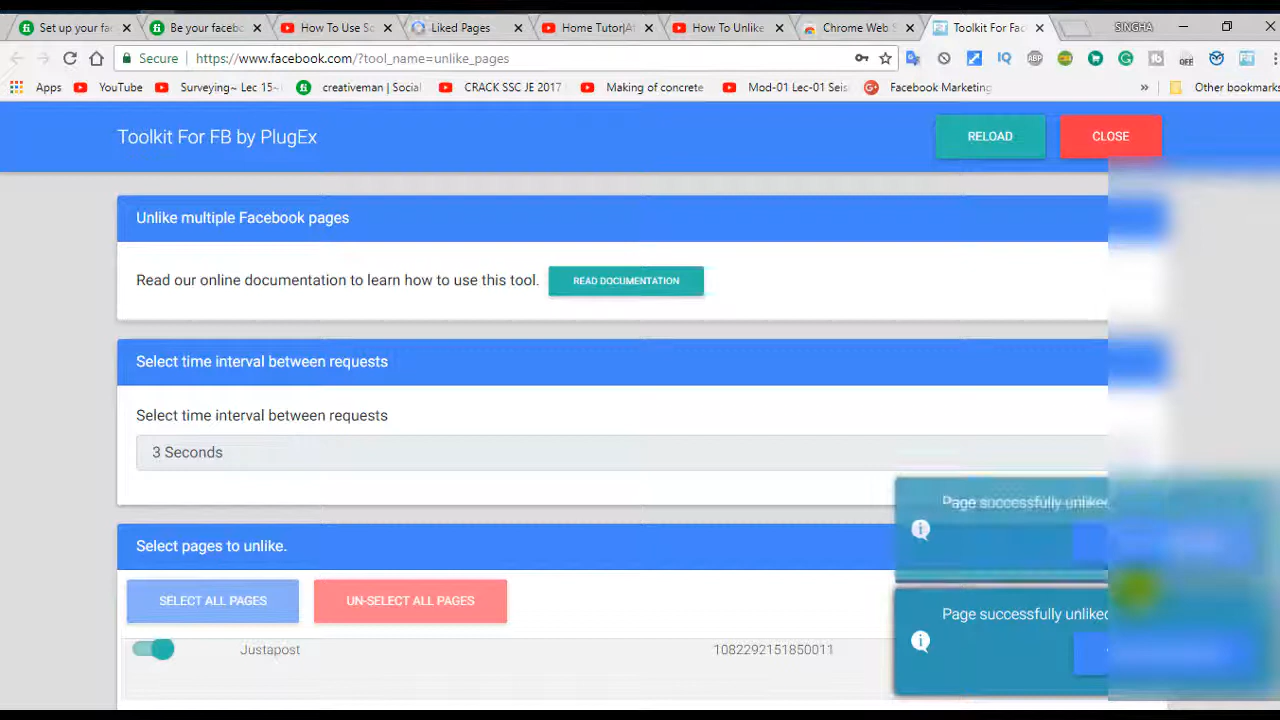 Set up your fa
Be your facebo
How To Use Sc
Liked Pages
Home Tutor|Af
How To Unlike
Chrome Web S
Toolkit For Fac
SINGHA
Secure
https://www.facebook.com/?tool_name=unlike_pages
Apps
YouTube
Surveying~ Lec 15~
creativeman | Social
CRACK SSC JE 2017
Making of concrete
Mod-01 Lec-01 Seis
Facebook Marketing
Other bookmarks
Toolkit For FB by PlugEx
RELOAD
CLOSE
Unlike multiple Facebook pages
Read our online documentation to learn how to use this tool.
READ DOCUMENTATION
Select time interval between requests
Select time interval between requests
3 Seconds
Page successfully unliked
Select pages to unlike.
SELECT ALL PAGES
UN-SELECT ALL PAGES
Page successfully unliked
Justapost
1082292151850011